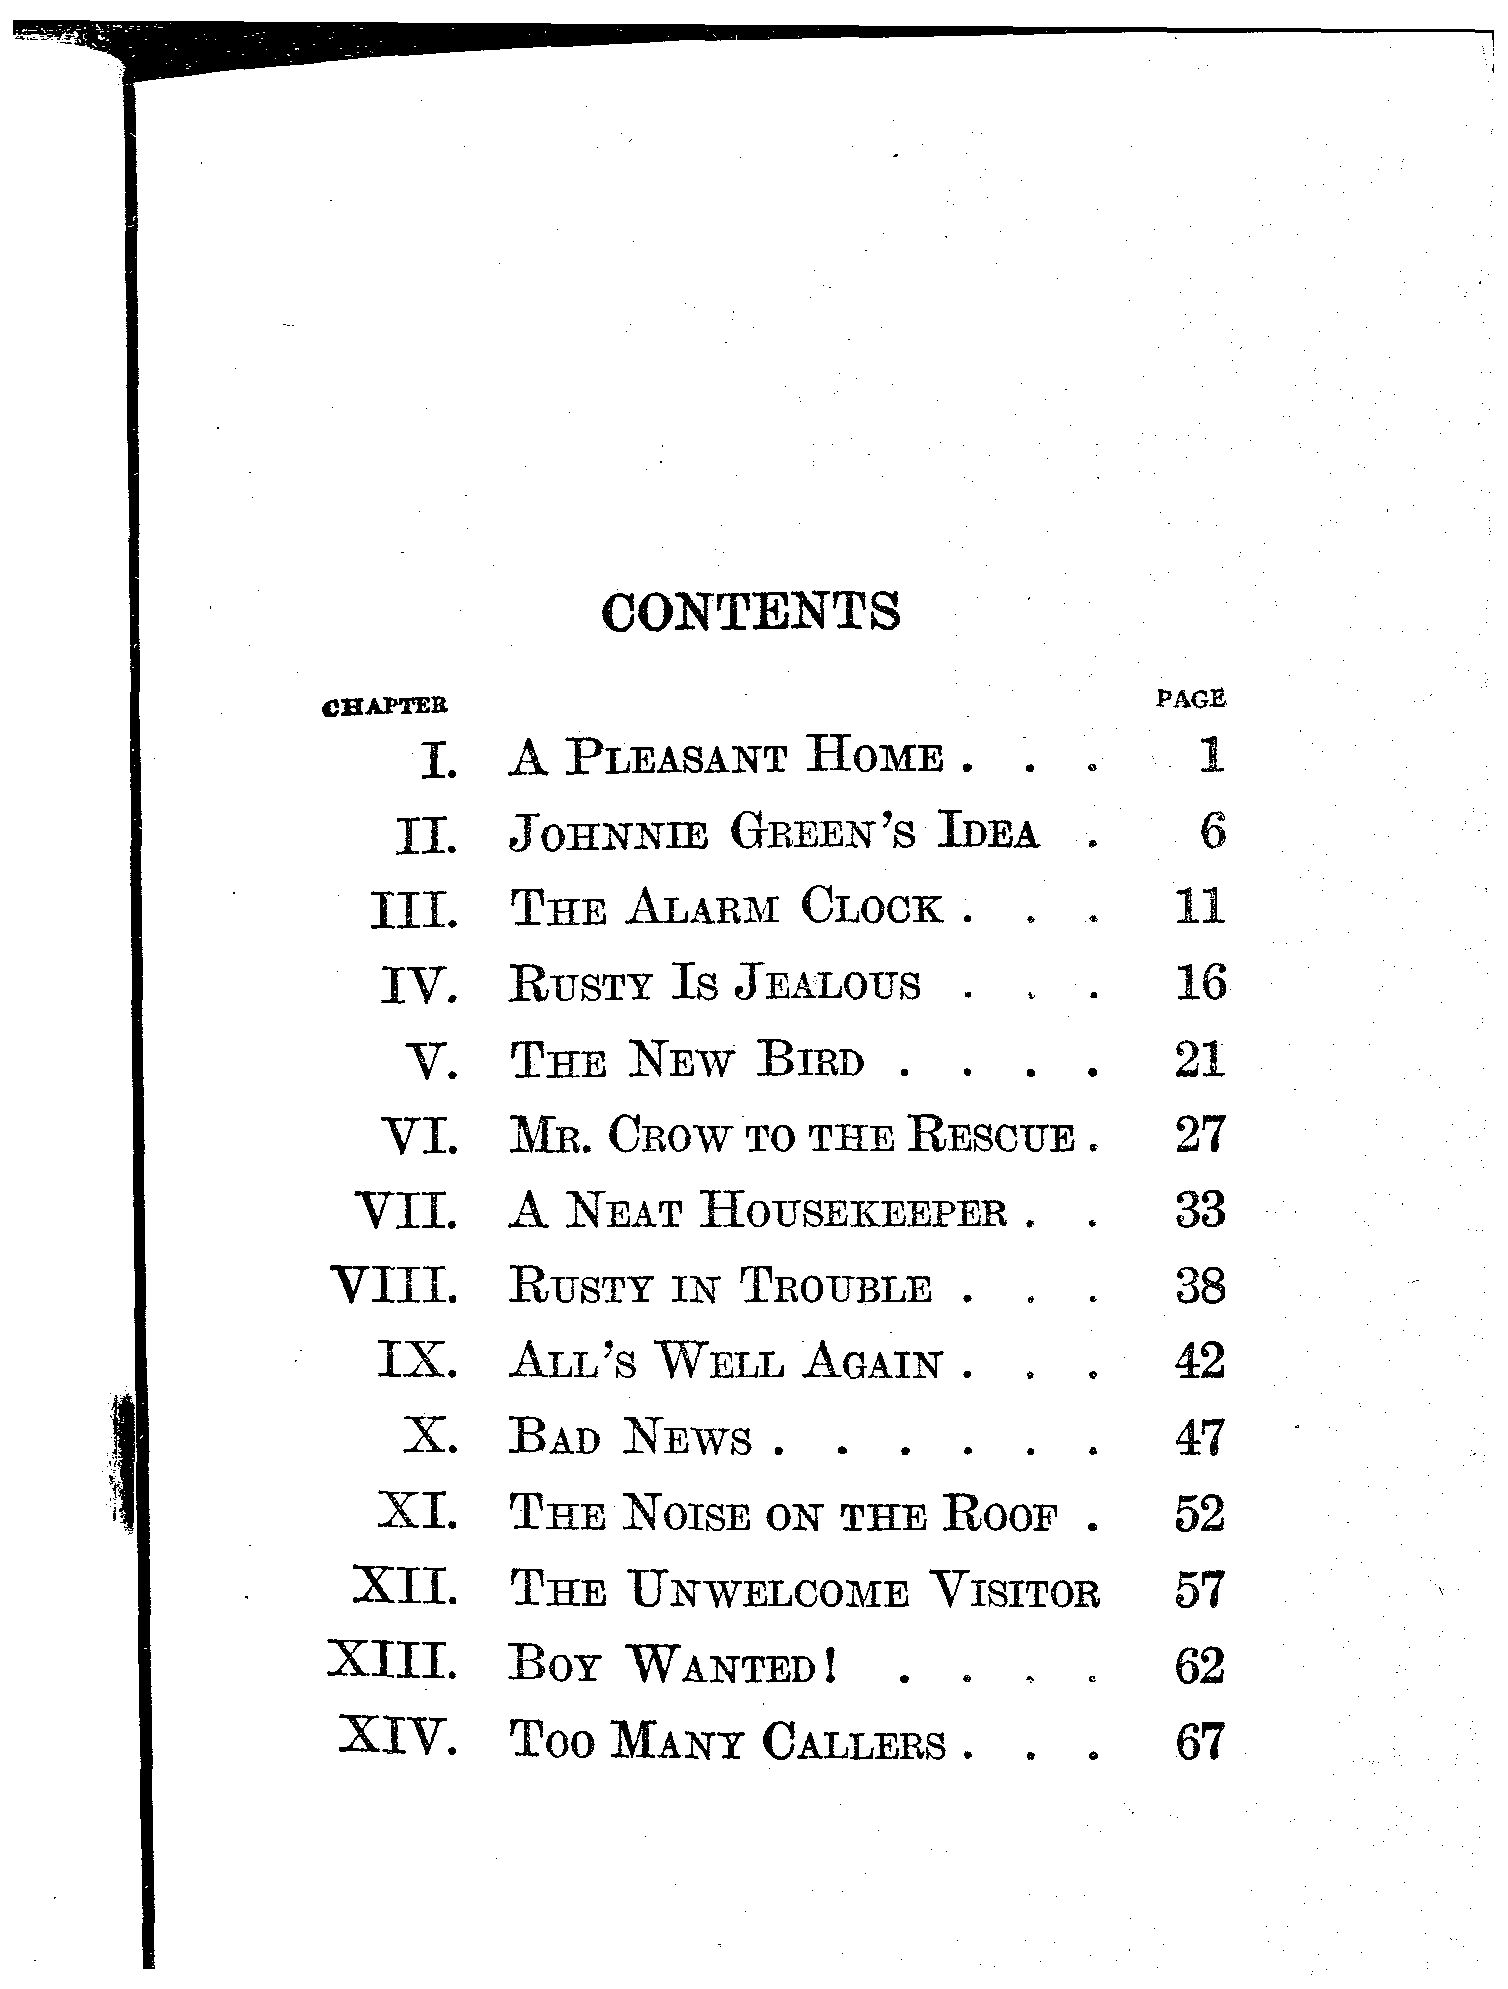 CONTENTS
CHAPTER PAGE
I. A Pleasant Home . . . 1
II. Johnnie Green's Idea . 6
III. The Alarm Clock . . . 11
IV. Rusty Is Jealous . . . 16
V. The New Bird . . . . 21
VI. Mr. Crow to the Rescue . 27
VII. A Neat Housekeeper . . 33
VIII. Rusty in Trouble . . . 38
IX. All's Well Again . . . 42
X. Bad News . . . . . . 47
XI. The Noise on the Roof . 52
XII. The Unwelcome Visitor 57
XIII. Boy Wanted! . . . . 62
XIV. Too Many Callers . . . 67